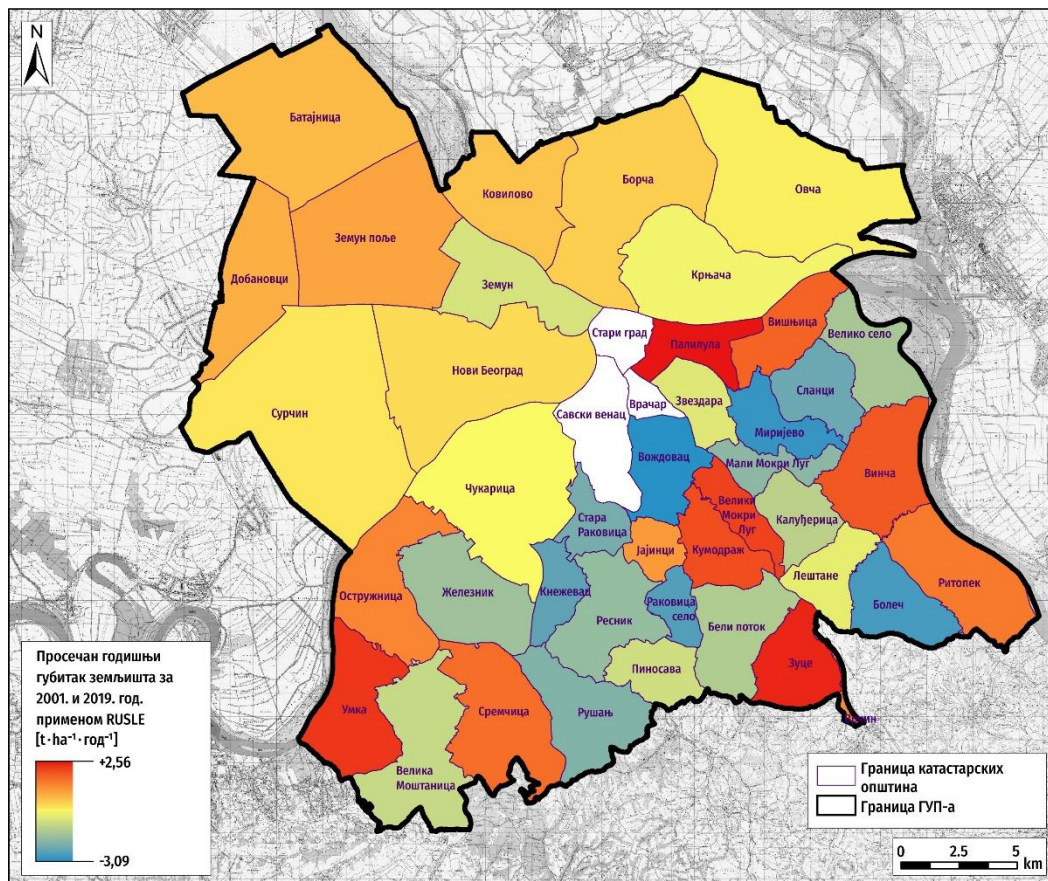 N
Батајница
Ковилово
Борча
Овча
Земун поље
Добановци
Земун
Крњача
Вишњица
Стари град
Палилула
Велико село
Нови Београд
Сланци
Звездара
Врачар
Сурчин
Савски венац
Миријево
Вождовац
Мали Мокри Луг
Винча
Чукарица
Велики
Мокри
Луг
Стара
Раковица
Калуђерица
Јајинци
Кумодраж
Лештане
Ритопек
Остружница
Железник
Кнежевац
Раковица
село
Болеч
Ресник
Бели поток
Пиносава
Зуце
Умка
Сремчица
Рушањ
Велика
Моштаница
Просечан годишњи
губитак земљишта за
2001. и 2019. год.
применом RUSLE
[t·ha⁻¹·год⁻¹]
+2,56
-3,09
Граница катастарских
општина
Граница ГУП-а
0 2.5 5
km